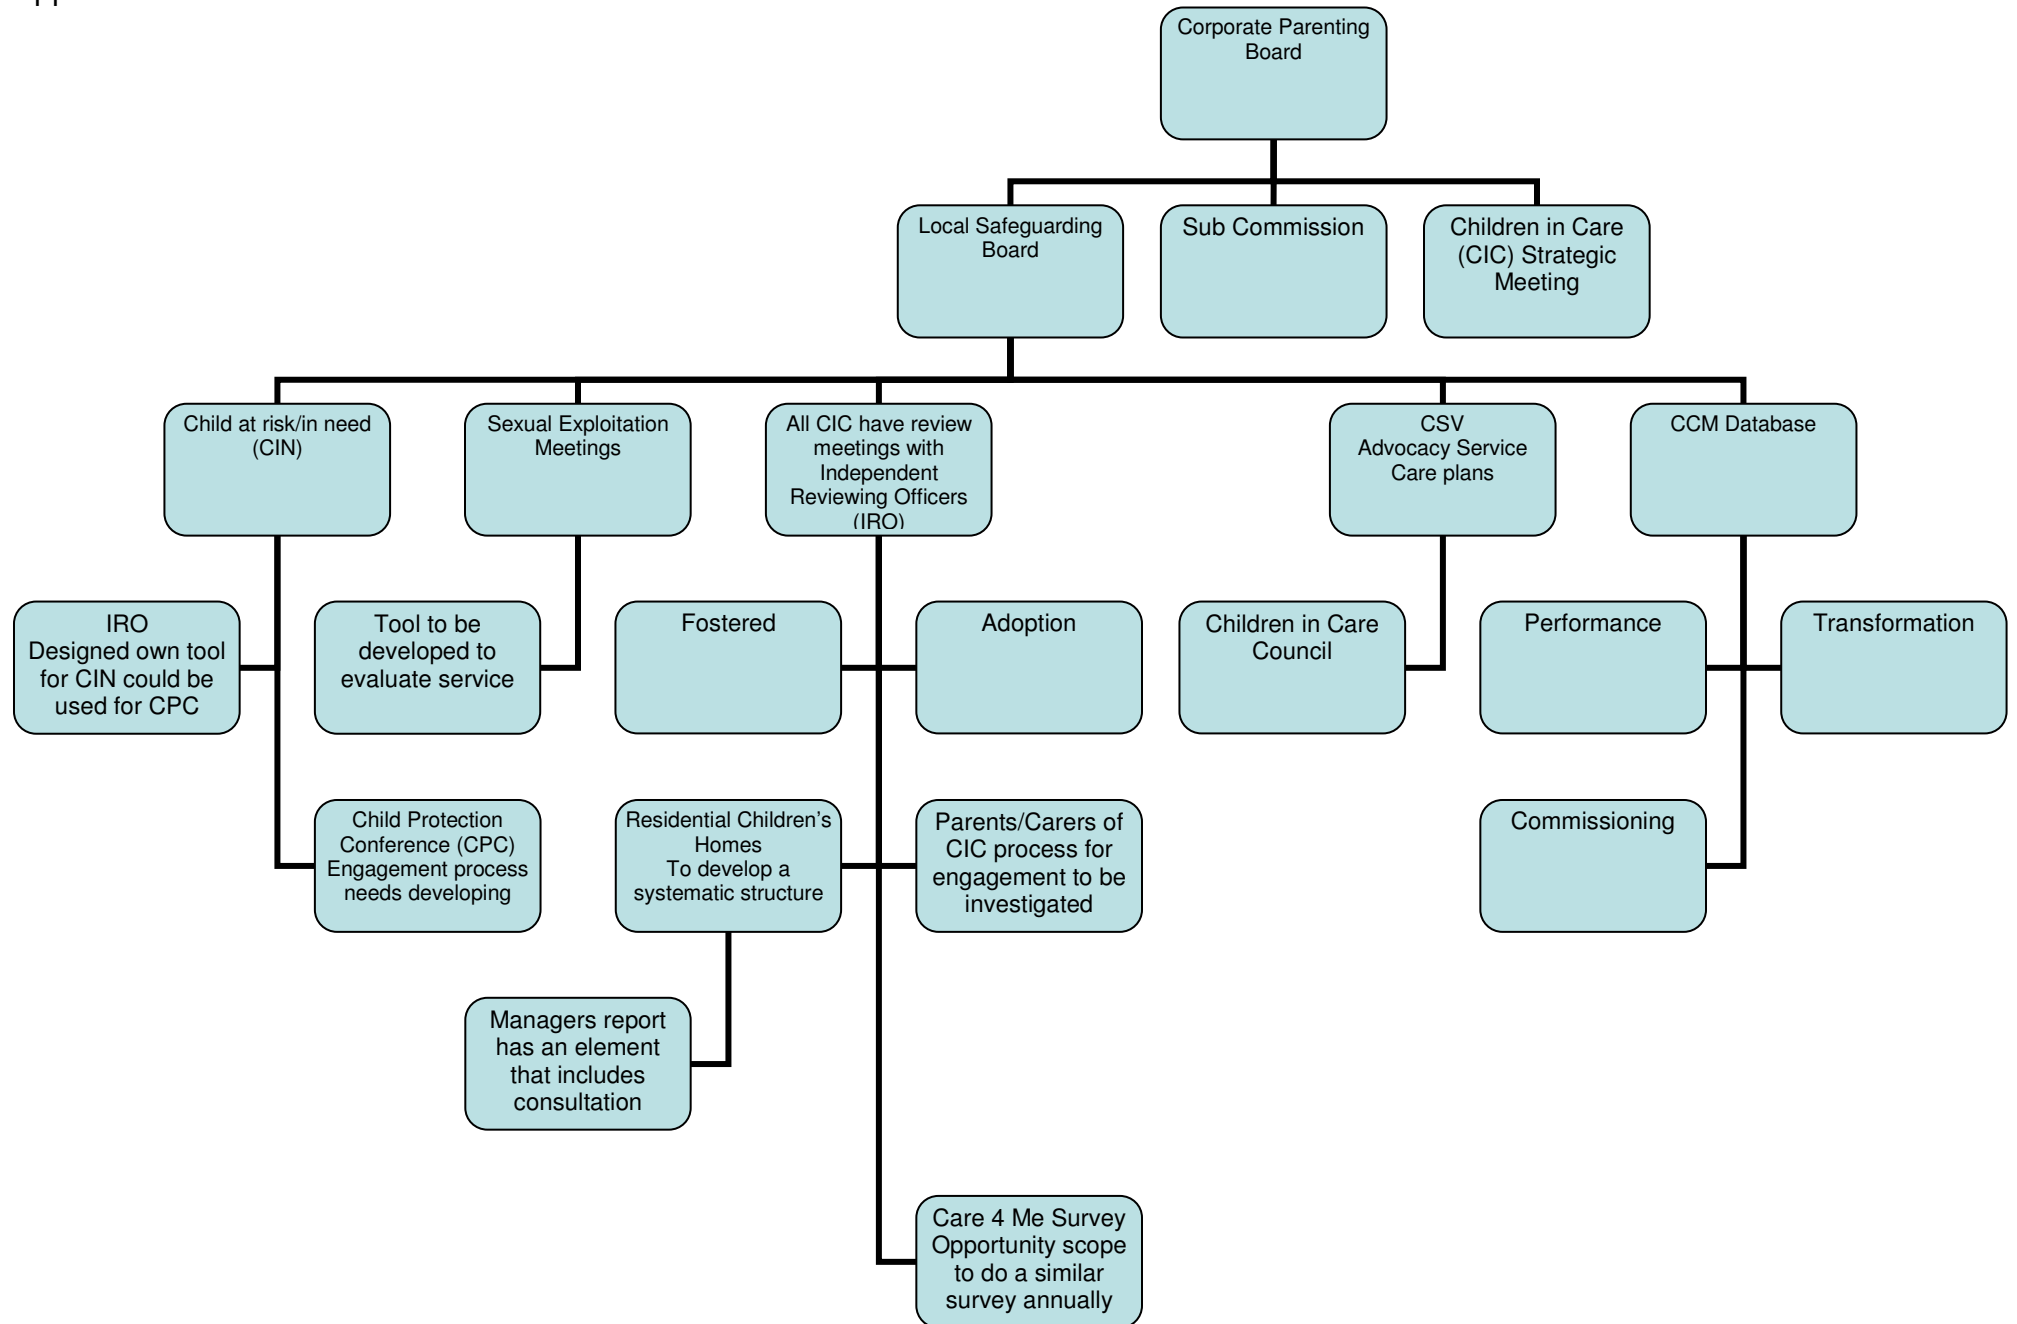 Corporate Parenting
Board
Local Safeguarding
Board
Sub Commission
Children in Care
(CIC) Strategic
Meeting
Child at risk/in need
(CIN)
Sexual Exploitation
Meetings
All CIC have review
meetings with
Independent
Reviewing Officers
(IRO)
CSV
Advocacy Service
Care plans
CCM Database
IRO
Designed own tool
for CIN could be
used for CPC
Tool to be
developed to
evaluate service
Fostered
Adoption
Children in Care
Council
Performance
Transformation
Child Protection
Conference (CPC)
Engagement process
needs developing
Residential Children’s
Homes
To develop a
systematic structure
Parents/Carers of
CIC process for
engagement to be
investigated
Commissioning
Managers report
has an element
that includes
consultation
Care 4 Me Survey
Opportunity scope
to do a similar
survey annually